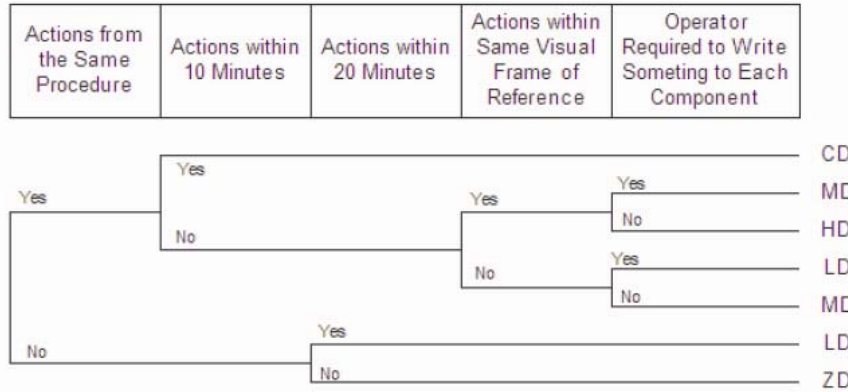 Actions from
the Same
Procedure
Actions within
10 Minutes
Actions within
20 Minutes
Actions within
Same Visual
Frame of
Reference
Operator
Required to Write
Someting to Each
Component
CD
Yes
Yes
MD
Yes
Yes
No
HD
No
Yes
LD
No
No
MD
Yes
LD
No
No
ZD